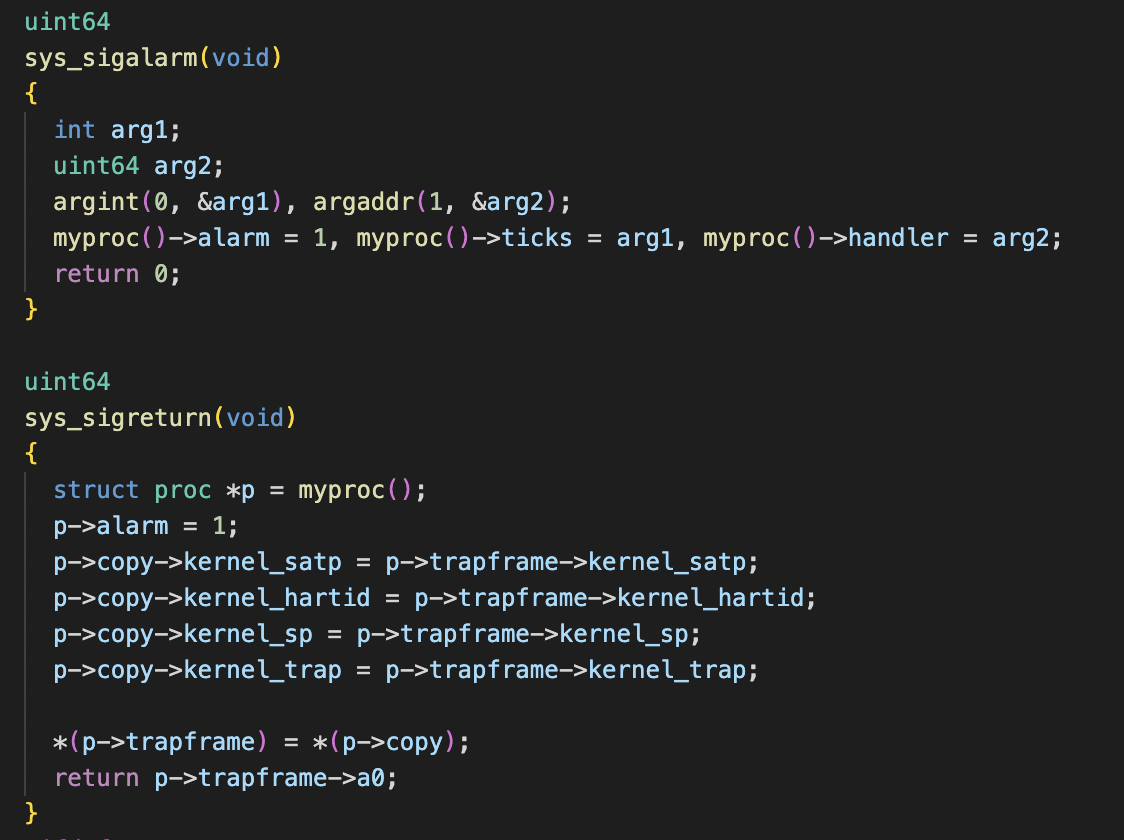 uint64
sys_sigalarm(void)
{
  int arg1;
  uint64 arg2;
  argint(0, &arg1), argaddr(1, &arg2);
  myproc()->alarm = 1, myproc()->ticks = arg1, myproc()->handler = arg2;
  return 0;
}

uint64
sys_sigreturn(void)
{
  struct proc *p = myproc();
  p->alarm = 1;
  p->copy->kernel_satp = p->trapframe->kernel_satp;
  p->copy->kernel_hartid = p->trapframe->kernel_hartid;
  p->copy->kernel_sp = p->trapframe->kernel_sp;
  p->copy->kernel_trap = p->trapframe->kernel_trap;

  *(p->trapframe) = *(p->copy);
  return p->trapframe->a0;
}